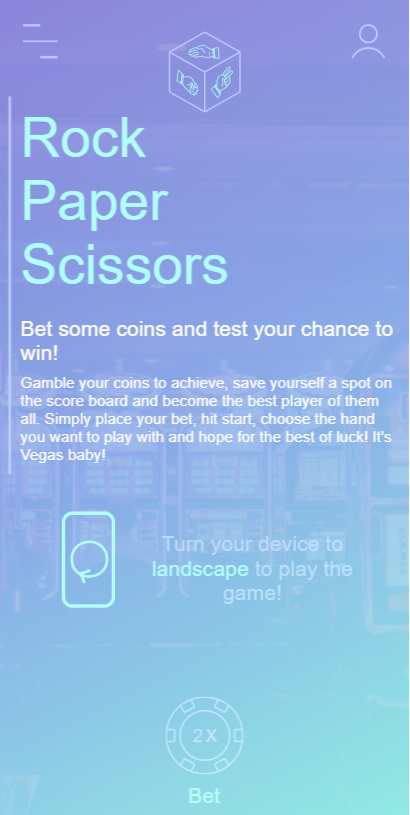 Rock
Paper
Scissors
Bet some coins and test your chance to
win!
Gamble your coins to achieve, save yourself a spot on
the score board and become the best player of them
all. Simply place your bet, hit start, choose the hand
you want to play with and hope for the best of luck! It's
Vegas baby!
Turn your device to
landscape to play the
game!
2X
Bet